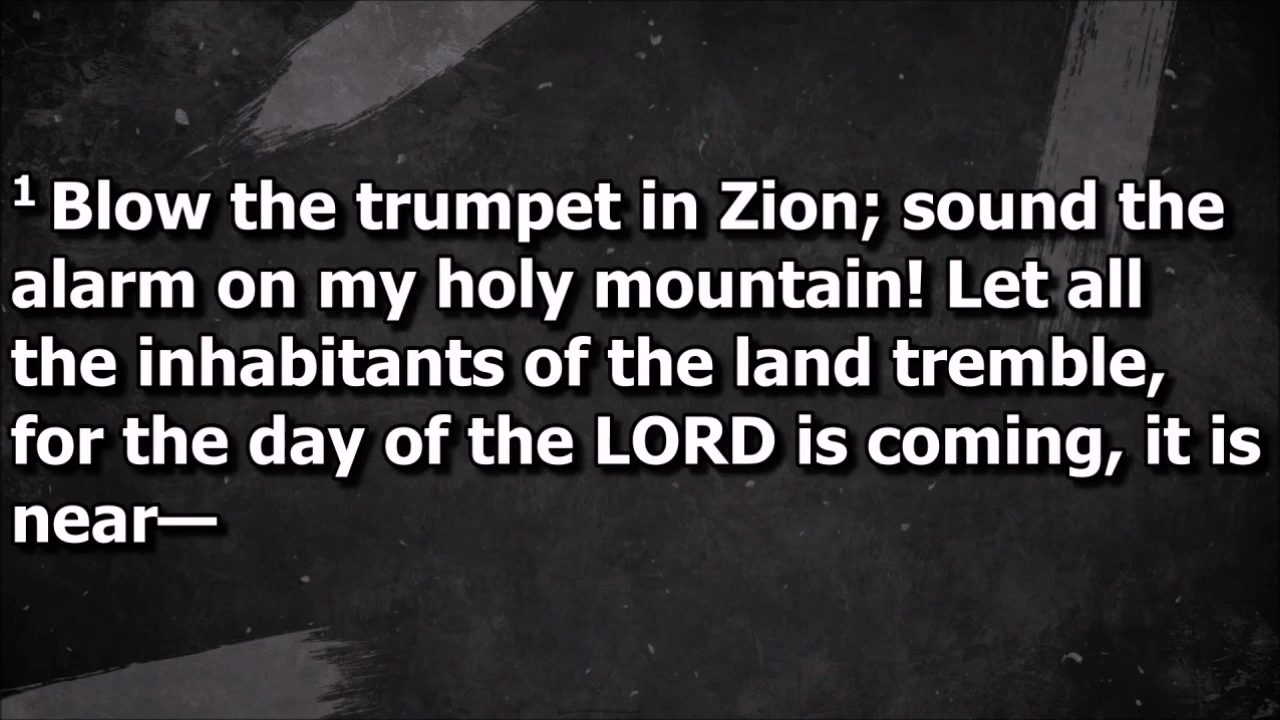 ¹ Blow the trumpet in Zion; sound the
alarm on my holy mountain! Let all
the inhabitants of the land tremble,
for the day of the LORD is coming, it is
near—